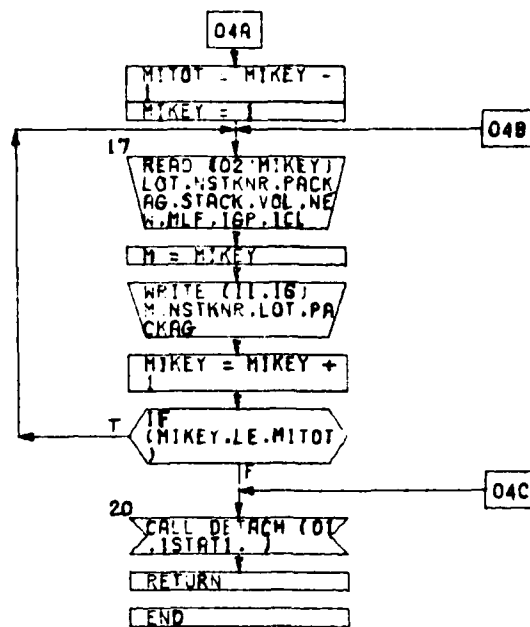 04A
MITOT = MIKEY -
1
MIKEY = 1
04B
17
READ (02'MIKEY)
LOT,NSTKNR,PACK
AG,STACK,VOL,NE
W,MLF,IGP,ICL
M = MIKEY
WRITE (11,16)
M,NSTKNR,LOT,PA
CKAG
MIKEY = MIKEY +
1
IF
(MIKEY.LE.MITOT
)
T
F
04C
20
CALL DETACH (01
,ISTAT1, )
RETURN
END